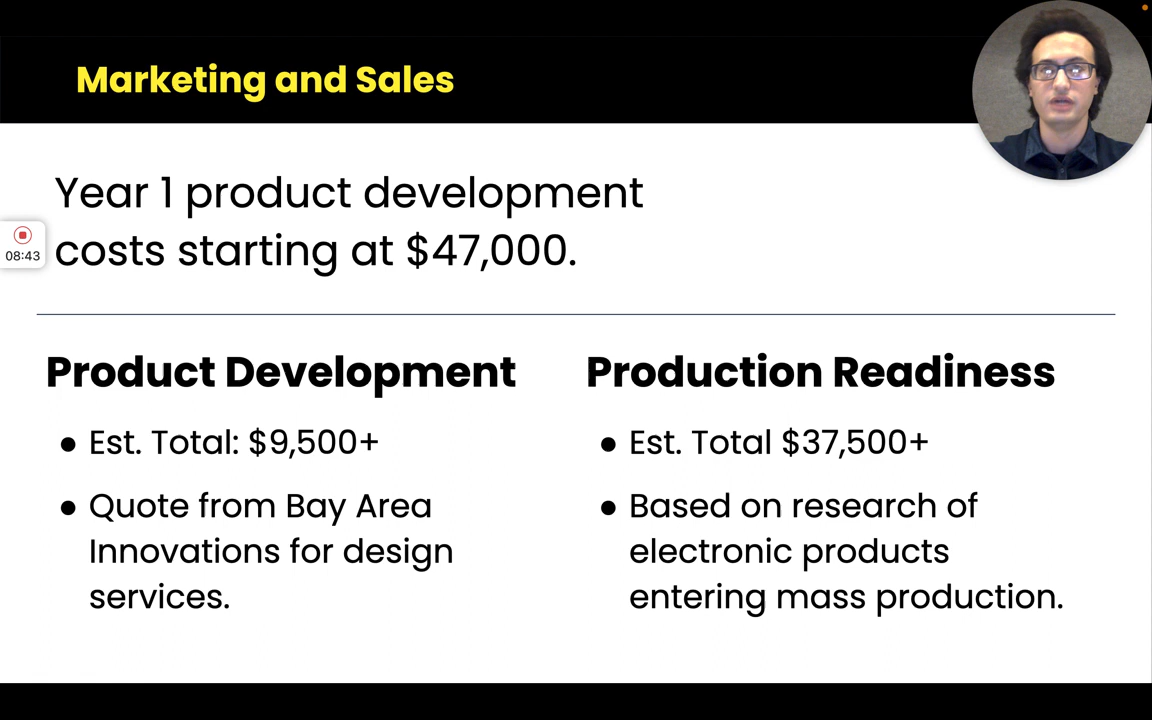 Marketing and Sales
Year 1 product development
costs starting at $47,000.
08:43
Product Development
● Est. Total: $9,500+
● Quote from Bay Area
Innovations for design
services.
Production Readiness
● Est. Total $37,500+
● Based on research of
electronic products
entering mass production.